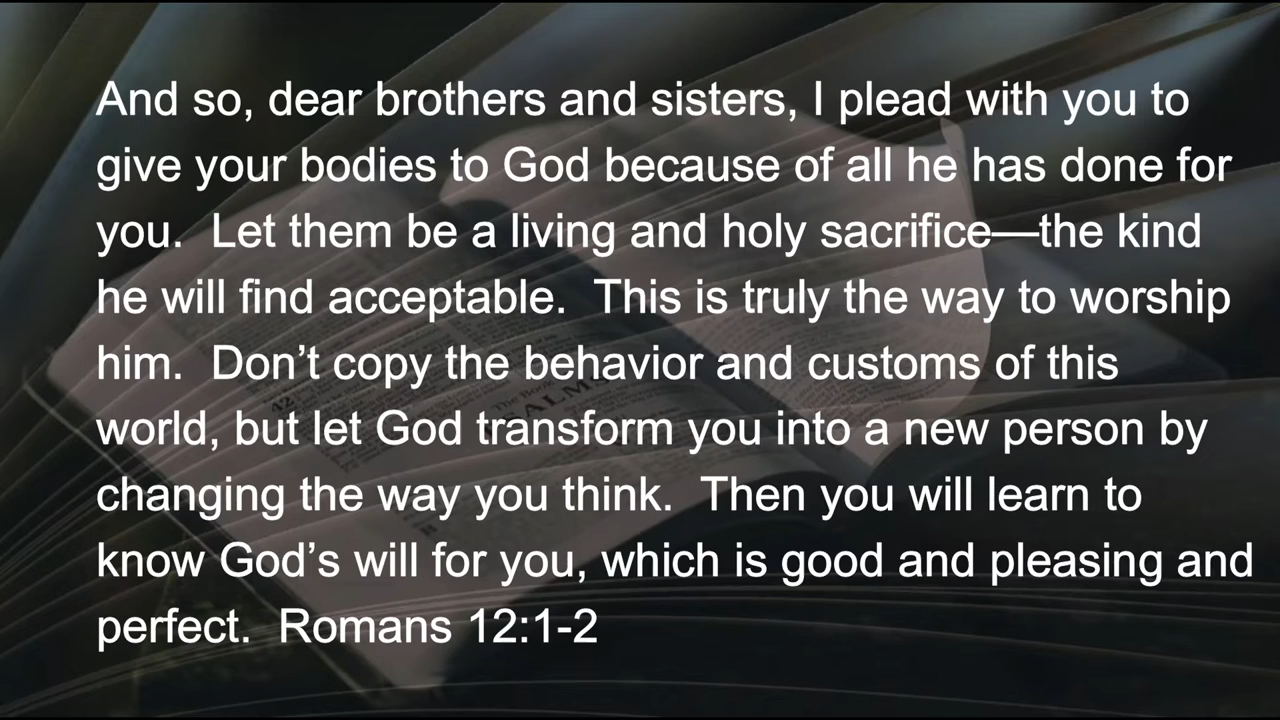 And so, dear brothers and sisters, I plead with you to
give your bodies to God because of all he has done for
you.  Let them be a living and holy sacrifice—the kind
he will find acceptable.  This is truly the way to worship
him.  Don’t copy the behavior and customs of this
world, but let God transform you into a new person by
changing the way you think.  Then you will learn to
know God’s will for you, which is good and pleasing and
perfect.  Romans 12:1-2